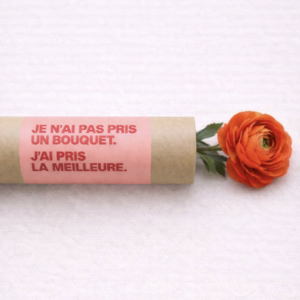 JE N'AI PAS PRIS
UN BOUQUET.
J'AI PRIS
LA MEILLEURE.